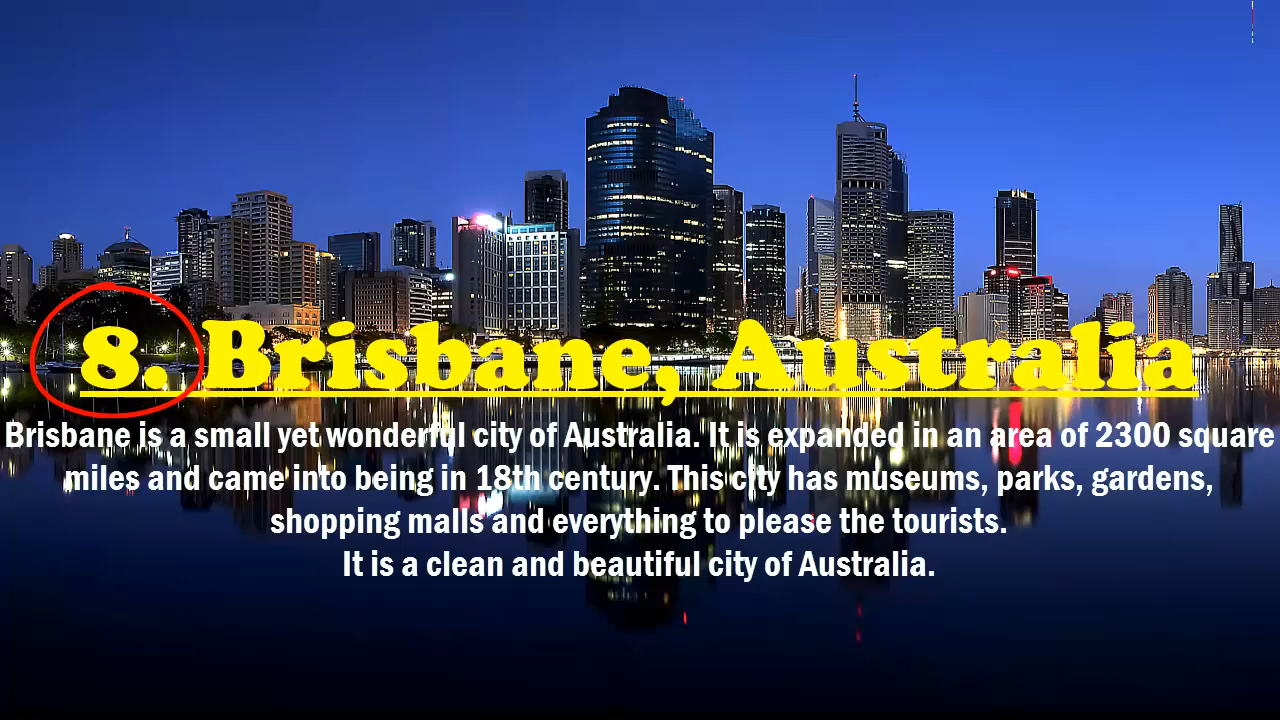 8. Brisbane, Australia
Brisbane is a small yet wonderful city of Australia. It is expanded in an area of 2300 square
miles and came into being in 18th century. This city has museums, parks, gardens,
shopping malls and everything to please the tourists.
It is a clean and beautiful city of Australia.